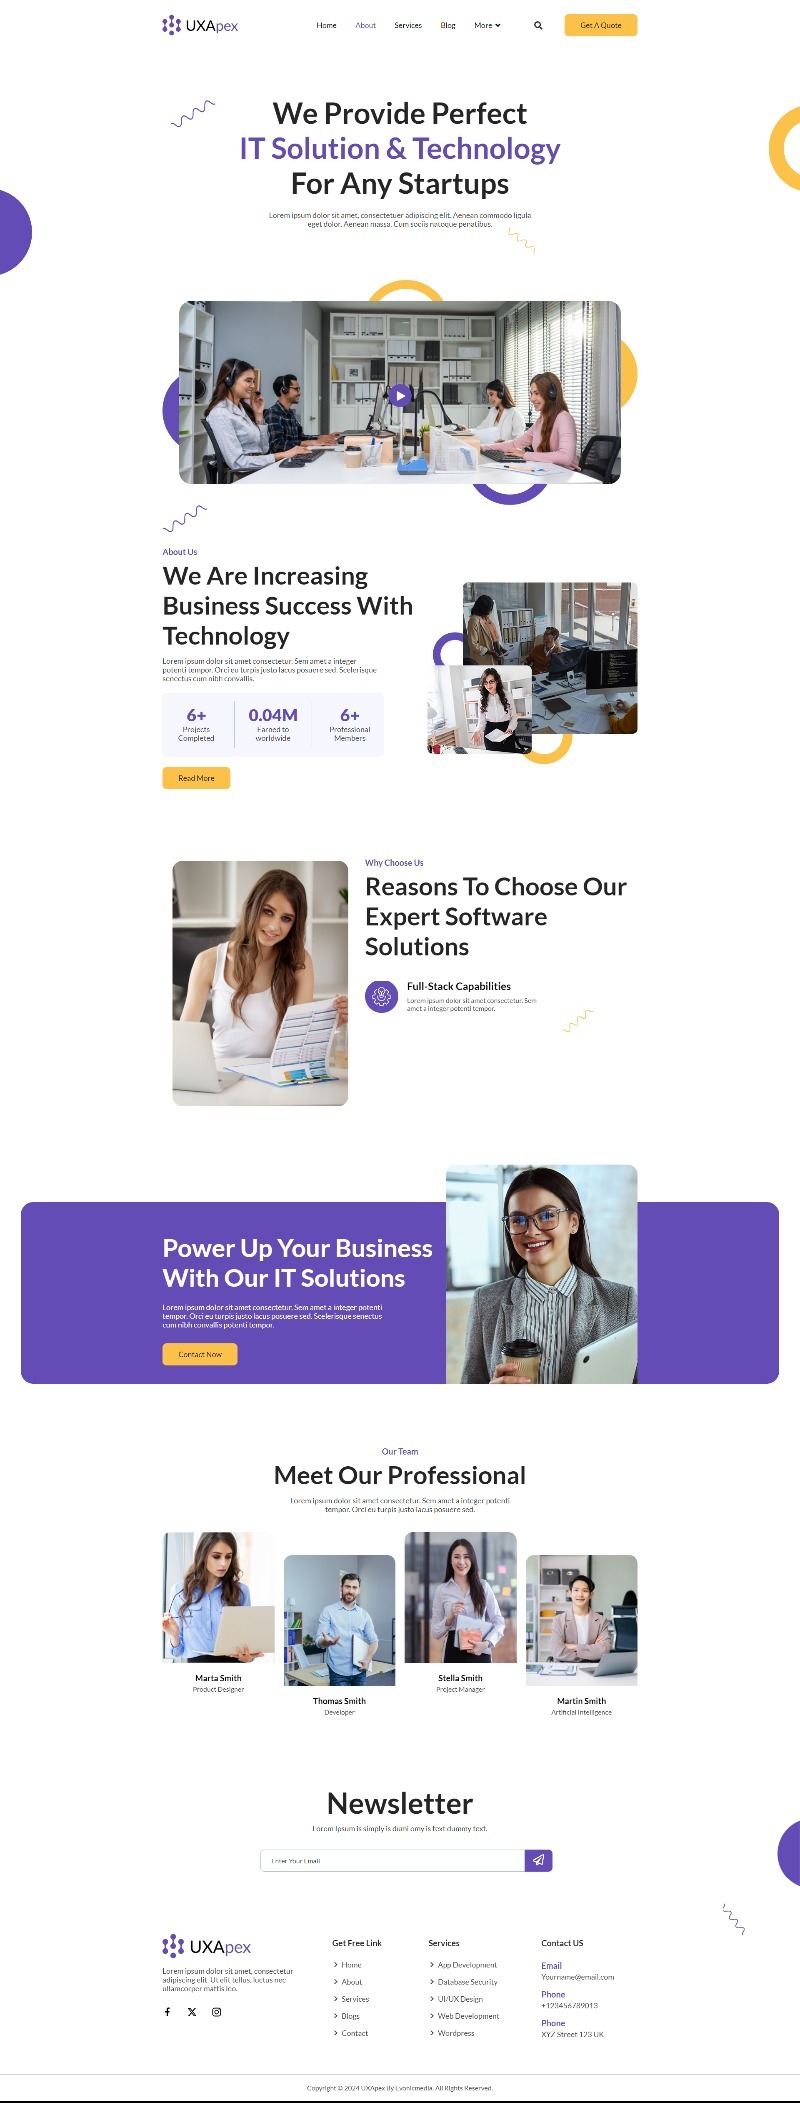 UXApex
Home About Services Blog More Get A Quote
We Provide Perfect
IT Solution & Technology
For Any Startups
Lorem ipsum dolor sit amet, consectetuer adipiscing elit. Aenean commodo ligula
eget dolor. Aenean massa. Cum sociis natoque penatibus.
About Us
We Are Increasing
Business Success With
Technology
Lorem ipsum dolor sit amet consectetur. Sem amet a integer
potenti tempor. Orci eu turpis justo lacus posuere sed. Scelerisque
senectus cum nibh convallis.
6+ 0.04M 6+
Projects Earned to Professional
Completed worldwide Members
Read More
Why Choose Us
Reasons To Choose Our
Expert Software
Solutions
Full-Stack Capabilities
Lorem ipsum dolor sit amet consectetur. Sem
amet a integer potenti tempor.
Power Up Your Business
With Our IT Solutions
Lorem ipsum dolor sit amet consectetur. Sem amet a integer potenti
tempor. Orci eu turpis justo lacus posuere sed. Scelerisque senectus
cum nibh convallis potenti tempor.
Contact Now
Our Team
Meet Our Professional
Lorem ipsum dolor sit amet consectetur. Sem amet a integer potenti
tempor. Orci eu turpis justo lacus posuere sed.
Marta Smith
Product Designer
Thomas Smith
Developer
Stella Smith
Project Manager
Martin Smith
Artificial Intelligence
Newsletter
Lorem Ipsum is simply is dumi omy is text dummy text.
Enter Your Email
UXApex
Lorem ipsum dolor sit amet, consectetur
adipiscing elit. Ut elit tellus, luctus nec
ullamcorper mattis leo.
Get Free Link
Home
About
Services
Blogs
Contact
Services
App Development
Database Security
UI/UX Design
Web Development
Wordpress
Contact US
Email
Yourname@email.com
Phone
+123456789013
Phone
XYZ Street 123 UK
Copyright © 2024 UXApex By Evonicmedia. All Rights Reserved.